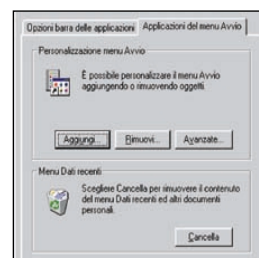 Opzioni barra delle applicazioni Applicazioni del menu Avvio
Personalizzazione menu Avvio
È possibile personalizzare il menu Avvio
aggiungendo o rimuovendo oggetti.
Aggiungi... Rimuovi... Avanzate...
Menu Dati recenti
Scegliere Cancella per rimuovere il contenuto
del menu Dati recenti ed altri documenti
personali.
Cancella